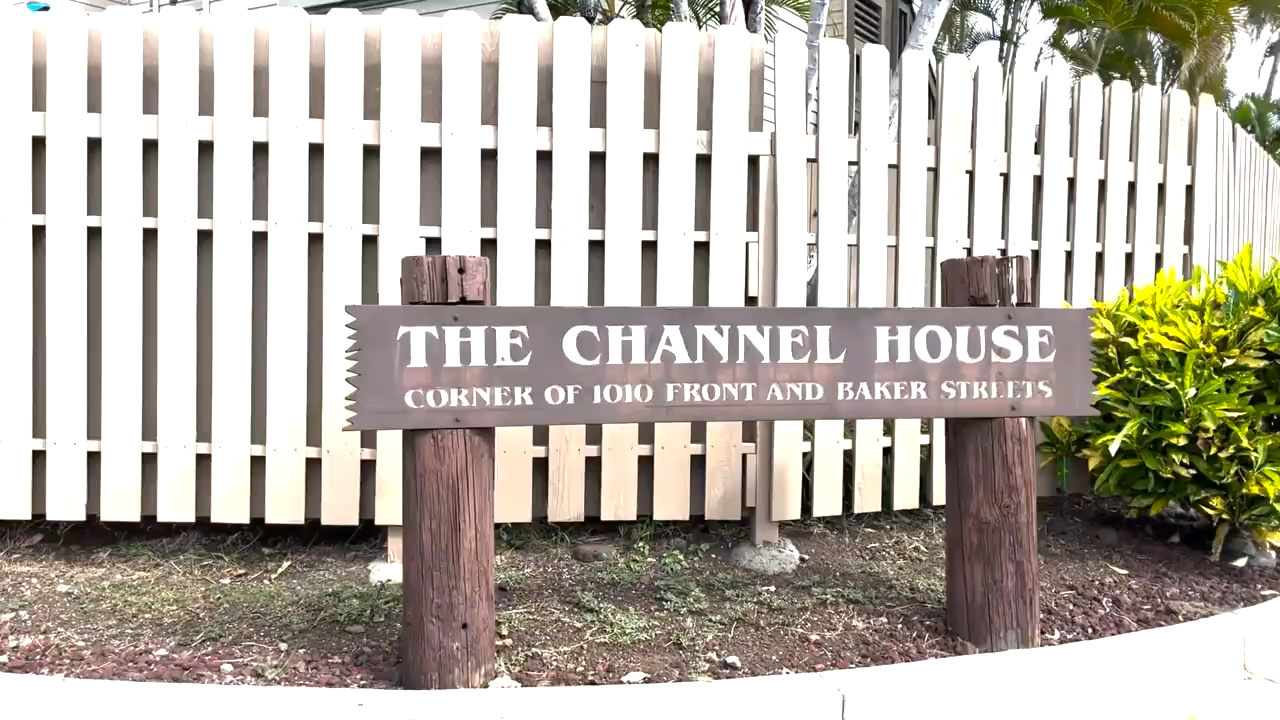 THE CHANNEL HOUSE
CORNER OF 1010 FRONT AND BAKER STREETS